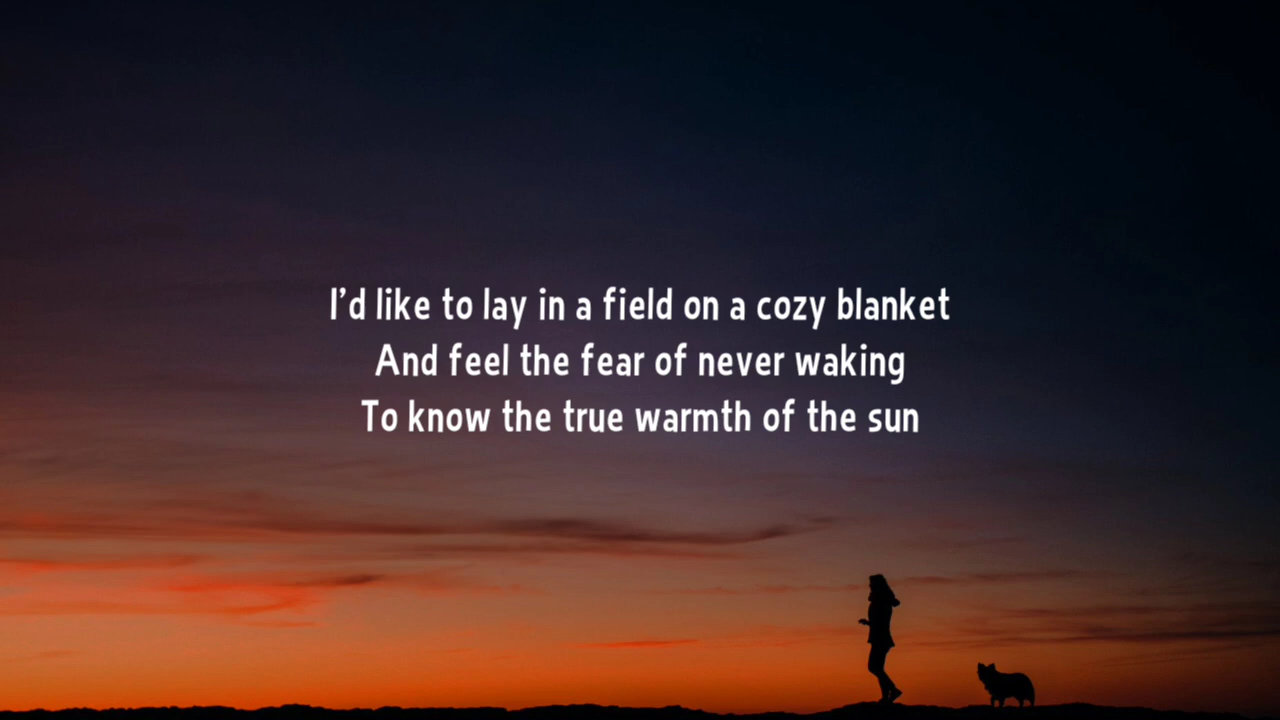 I’d like to lay in a field on a cozy blanket
And feel the fear of never waking
To know the true warmth of the sun